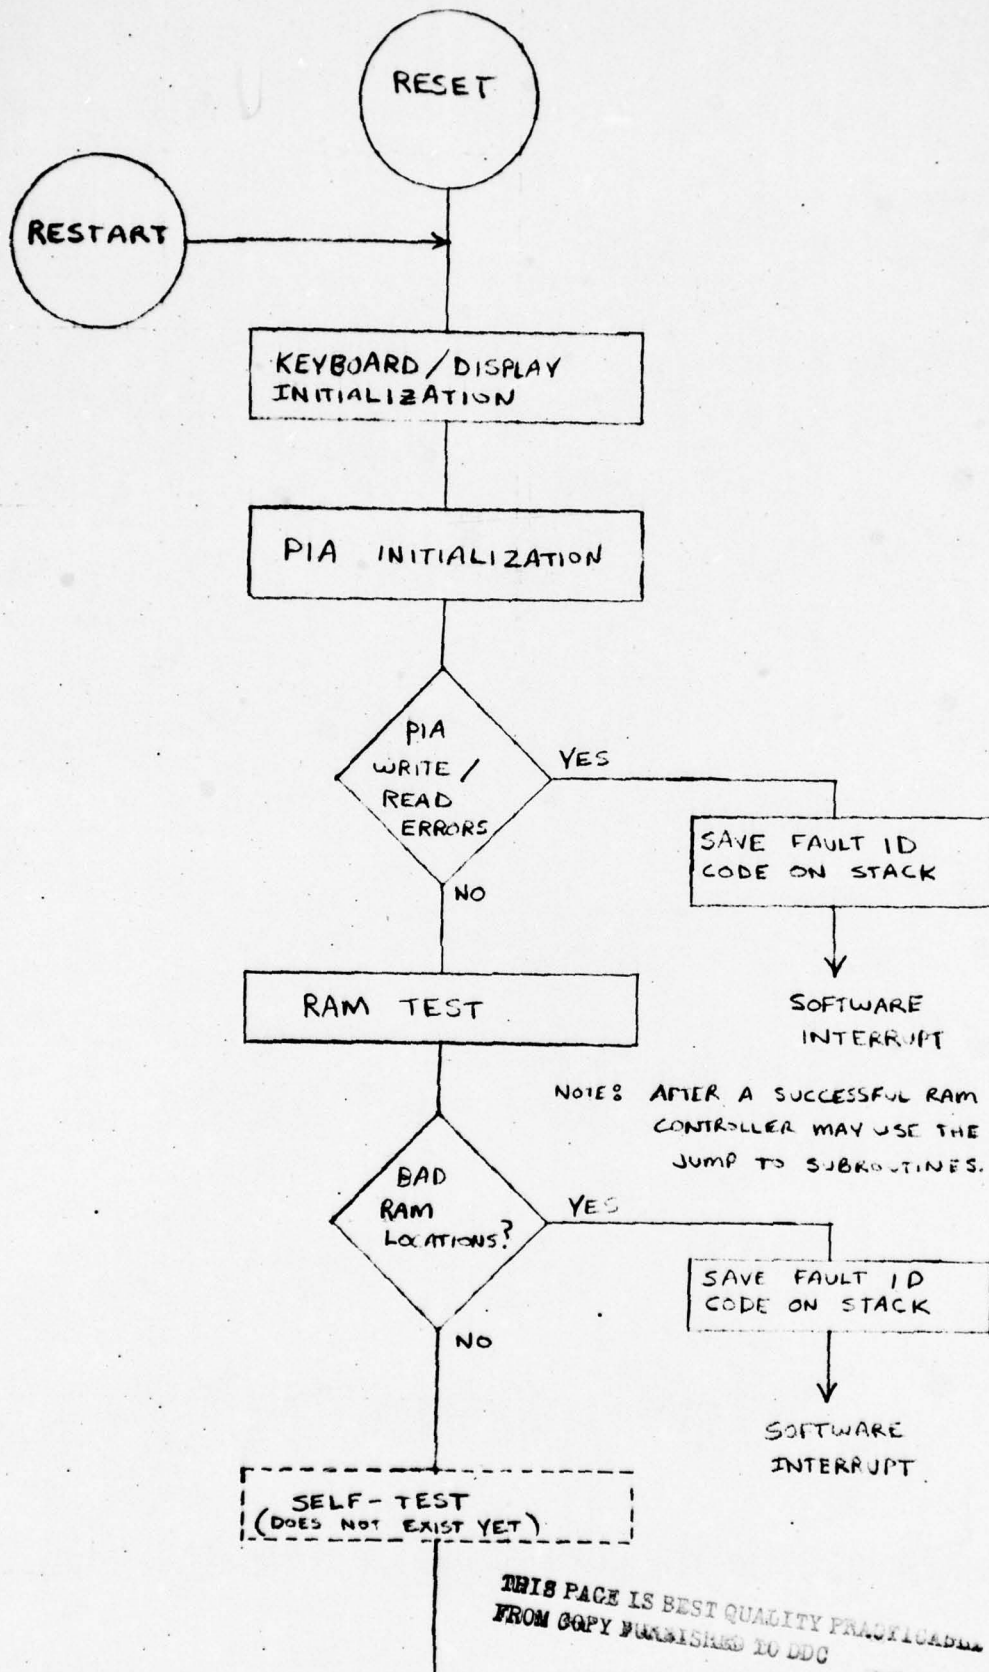 RESET
RESTART
KEYBOARD / DISPLAY
INITIALIZATION
PIA INITIALIZATION
PIA
WRITE /
READ
ERRORS
YES
SAVE FAULT ID
CODE ON STACK
NO
SOFTWARE
INTERRUPT
RAM TEST
NOTE: AFTER A SUCCESSFUL RAM
CONTROLLER MAY USE THE
JUMP TO SUBROUTINES.
BAD
RAM
LOCATIONS?
YES
SAVE FAULT ID
CODE ON STACK
NO
SOFTWARE
INTERRUPT
SELF-TEST
(DOES NOT EXIST YET)
THIS PAGE IS BEST QUALITY PRACTICABLE
FROM COPY FURNISHED TO DDC